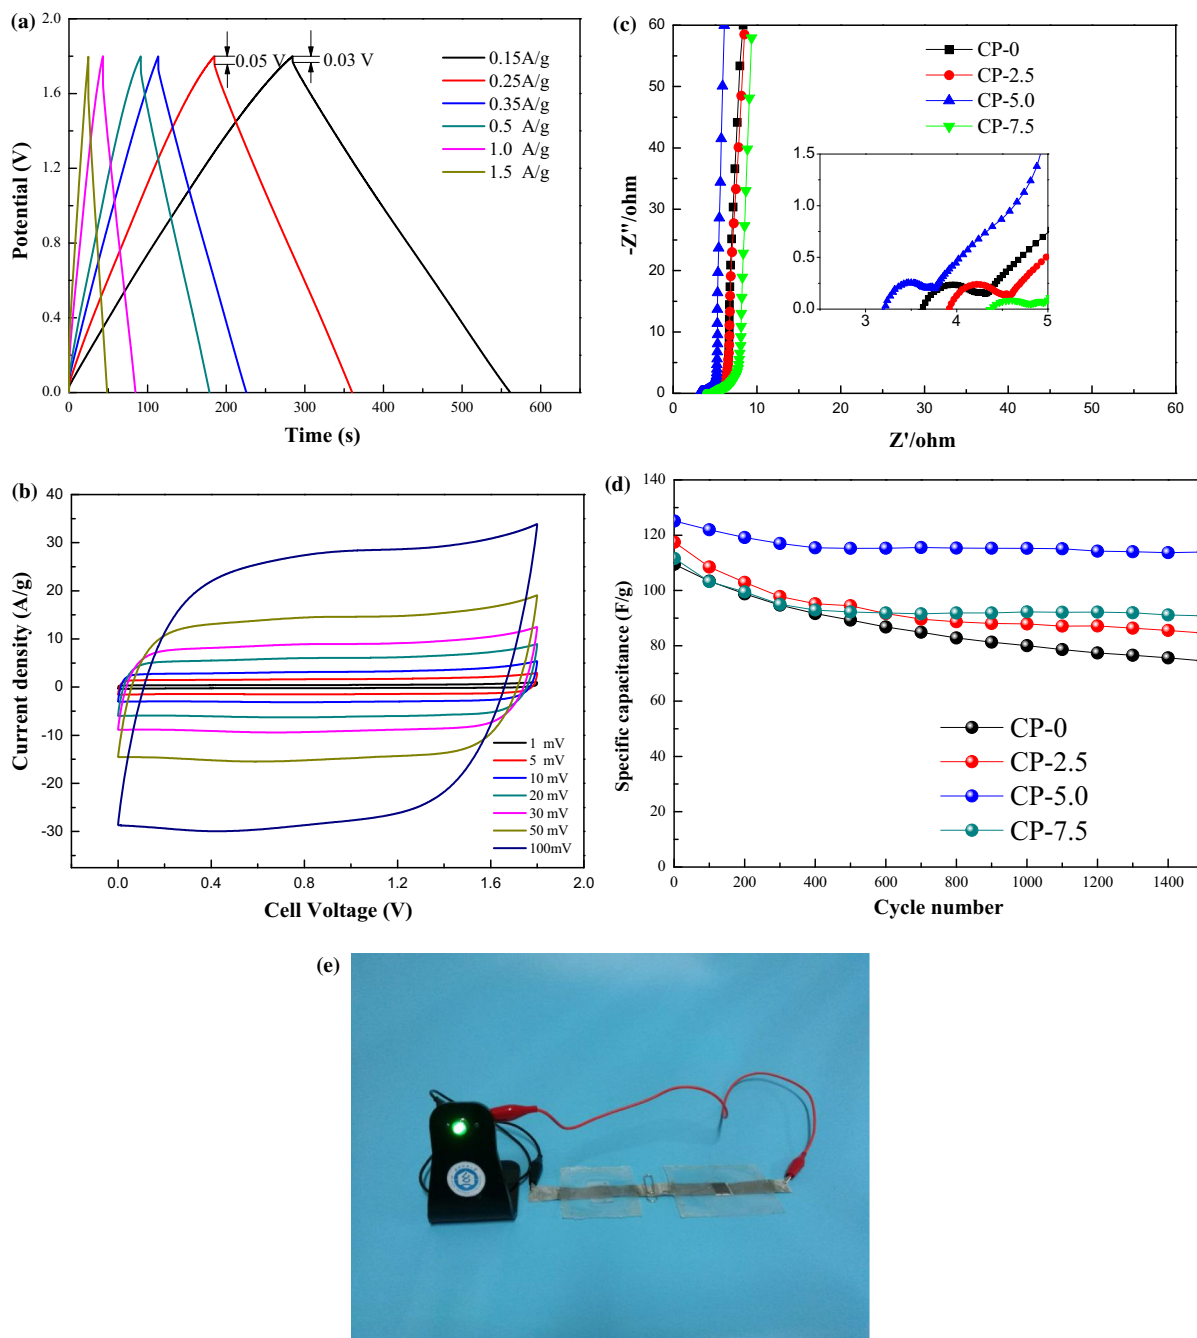 (a)
2.0
1.6
1.2
0.8
0.4
0.0
Potential (V)
0.05 V
0.03 V
0.15A/g
0.25A/g
0.35A/g
0.5 A/g
1.0 A/g
1.5 A/g
0 100 200 300 400 500 600
Time (s)
(c)
60
50
40
30
20
10
0
-Z''/ohm
CP-0
CP-2.5
CP-5.0
CP-7.5
1.5
1.0
0.5
0.0
3 4 5
0 10 20 30 40 50 60
Z'/ohm
(b)
40
30
20
10
0
-10
-20
-30
Current density (A/g)
1 mV
5 mV
10 mV
20 mV
30 mV
50 mV
100mV
0.0 0.4 0.8 1.2 1.6 2.0
Cell Voltage (V)
(d)
140
120
100
80
60
40
20
0
Specific capacitance (F/g)
CP-0
CP-2.5
CP-5.0
CP-7.5
0 200 400 600 800 1000 1200 1400
Cycle number
(e)